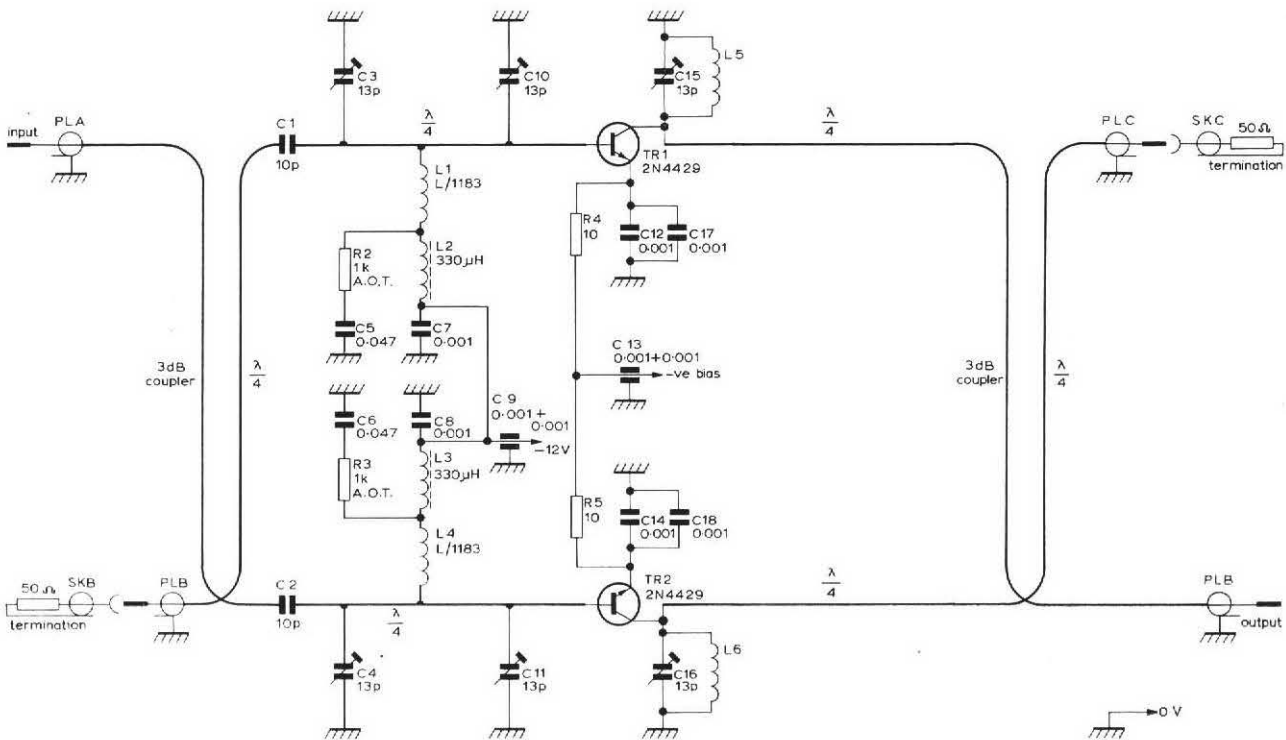 input
PLA
C1
10p
C3
13p
λ/4
C10
13p
C15
13p
L5
TR1
2N4429
λ/4
PLC
SKC
50Ω
termination
L1
L/1183
R2
1k
A.O.T.
L2
330μH
C5
0·047
C7
0·001
R4
10
C12
0·001
C17
0·001
3dB
coupler
λ/4
C6
0·047
C8
0·001
C9
0·001+
0·001
-12V
C13
0·001+0·001
-ve bias
3dB
coupler
λ/4
R3
1k
A.O.T.
L3
330μH
R5
10
C14
0·001
C18
0·001
L4
L/1183
50Ω
SKB
PLB
termination
C2
10p
λ/4
TR2
2N4429
λ/4
PLB
output
C4
13p
C11
13p
C16
13p
L6
0V